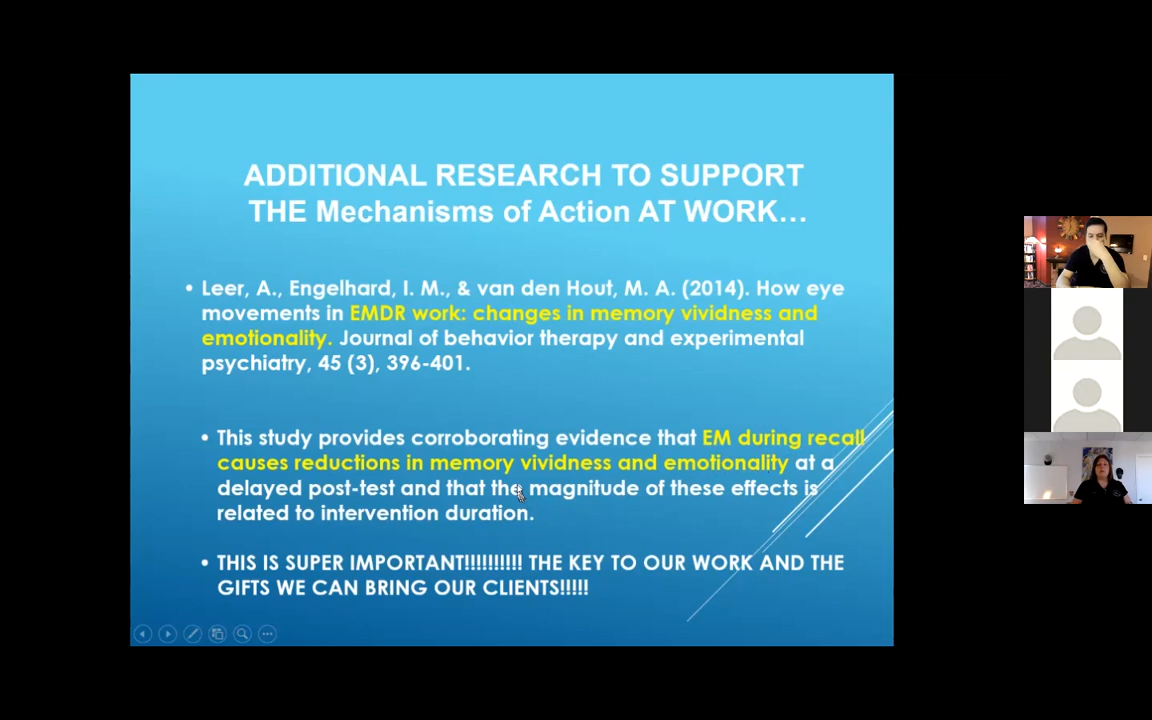 ADDITIONAL RESEARCH TO SUPPORT
THE Mechanisms of Action AT WORK…
• Leer, A., Engelhard, I. M., & van den Hout, M. A. (2014). How eye
movements in EMDR work: changes in memory vividness and
emotionality. Journal of behavior therapy and experimental
psychiatry, 45 (3), 396-401.
• This study provides corroborating evidence that EM during recall
causes reductions in memory vividness and emotionality at a
delayed post-test and that the magnitude of these effects is
related to intervention duration.
• THIS IS SUPER IMPORTANT!!!!!!!!!! THE KEY TO OUR WORK AND THE
GIFTS WE CAN BRING OUR CLIENTS!!!!!